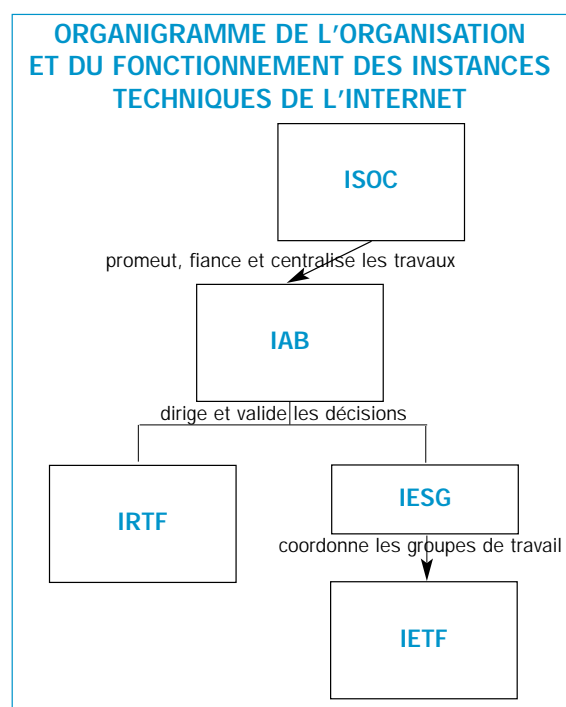 ORGANIGRAMME DE L'ORGANISATION
ET DU FONCTIONNEMENT DES INSTANCES
TECHNIQUES DE L'INTERNET
ISOC
promeut, fiance et centralise les travaux
IAB
dirige et valide les décisions
IRTF
IESG
coordonne les groupes de travail
IETF